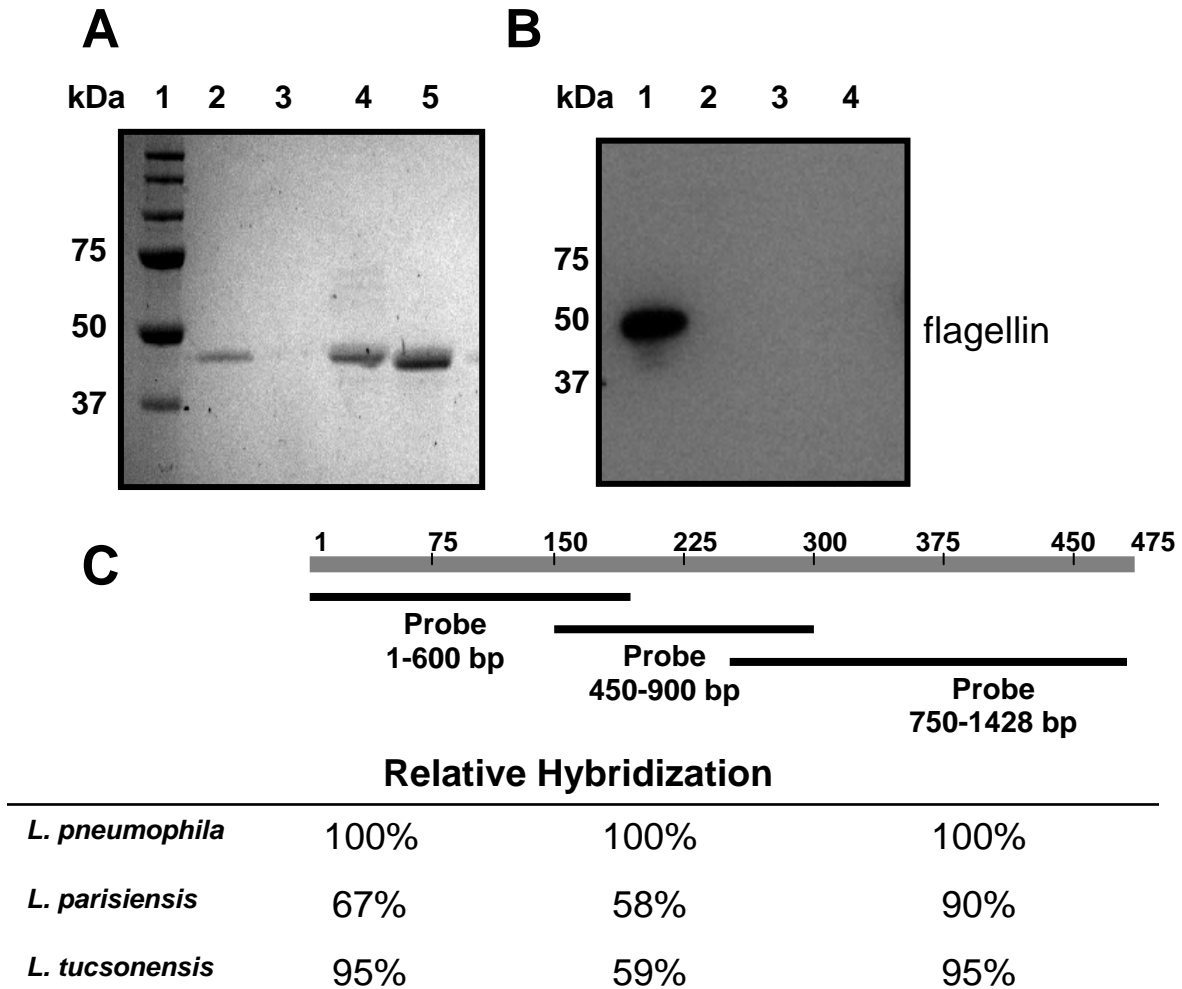 A
B
kDa 1 2 3 4 5
kDa 1 2 3 4
75
50
37
75
50
37
flagellin
C
1 75 150 225 300 375 450 475
Probe
1-600 bp
Probe
450-900 bp
Probe
750-1428 bp
Relative Hybridization
L. pneumophila 100% 100% 100%
L. parisiensis 67% 58% 90%
L. tucsonensis 95% 59% 95%